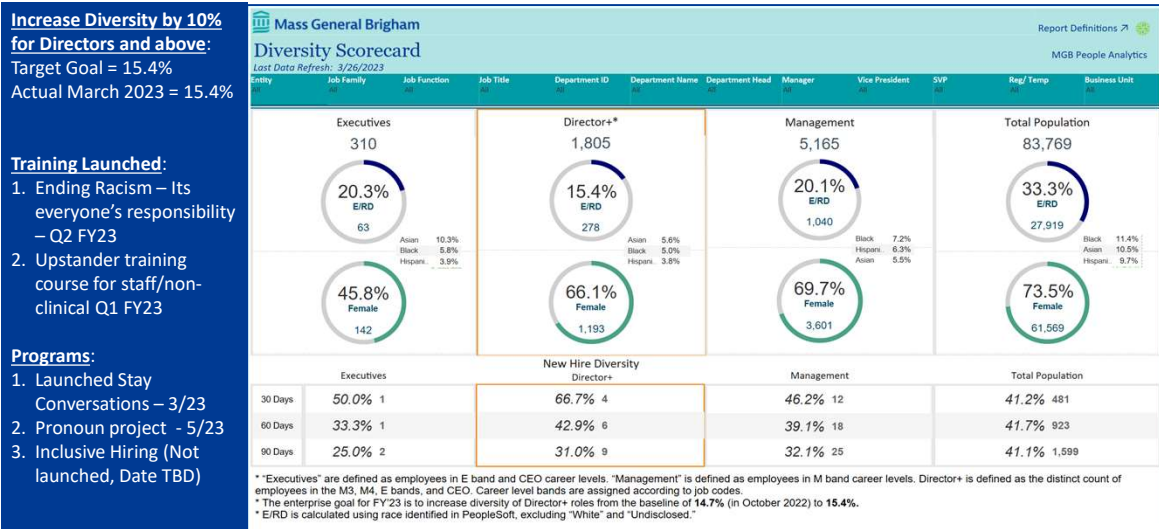 Increase Diversity by 10%
for Directors and above:
Target Goal = 15.4%
Actual March 2023 = 15.4%
Training Launched:
1. Ending Racism – Its
everyone's responsibility
– Q2 FY23
2. Upstander training
course for staff/non-
clinical Q1 FY23
Programs:
1. Launched Stay
Conversations – 3/23
2. Pronoun project - 5/23
3. Inclusive Hiring (Not
launched, Date TBD)
Mass General Brigham
Report Definitions ↗
Diversity Scorecard
MGB People Analytics
Last Data Refresh: 3/26/2023
Entity Job Family Job Function Job Title Department ID Department Name Department Head Manager Vice President SVP Reg/ Temp Business Unit
All All All All All All All All All All All All
Executives Director+* Management Total Population
310 1,805 5,165 83,769
20.3% 15.4% 20.1% 33.3%
E/RD E/RD E/RD E/RD
63 278 1,040 27,919
Asian 10.3% Asian 5.6% Black 7.2% Black 11.4%
Black 5.8% Black 5.0% Hispani.. 6.3% Asian 10.5%
Hispani.. 3.9% Hispani.. 3.8% Asian 5.5% Hispani.. 9.7%
45.8% 66.1% 69.7% 73.5%
Female Female Female Female
142 1,193 3,601 61,569
New Hire Diversity
Executives Director+ Management Total Population
30 Days 50.0% 1 66.7% 4 46.2% 12 41.2% 481
60 Days 33.3% 1 42.9% 6 39.1% 18 41.7% 923
90 Days 25.0% 2 31.0% 9 32.1% 25 41.1% 1,599
* "Executives" are defined as employees in E band and CEO career levels. "Management" is defined as employees in M band career levels. Director+ is defined as the distinct count of
employees in the M3, M4, E bands, and CEO. Career level bands are assigned according to job codes.
* The enterprise goal for FY'23 is to increase diversity of Director+ roles from the baseline of 14.7% (in October 2022) to 15.4%.
* E/RD is calculated using race identified in PeopleSoft, excluding "White" and "Undisclosed."